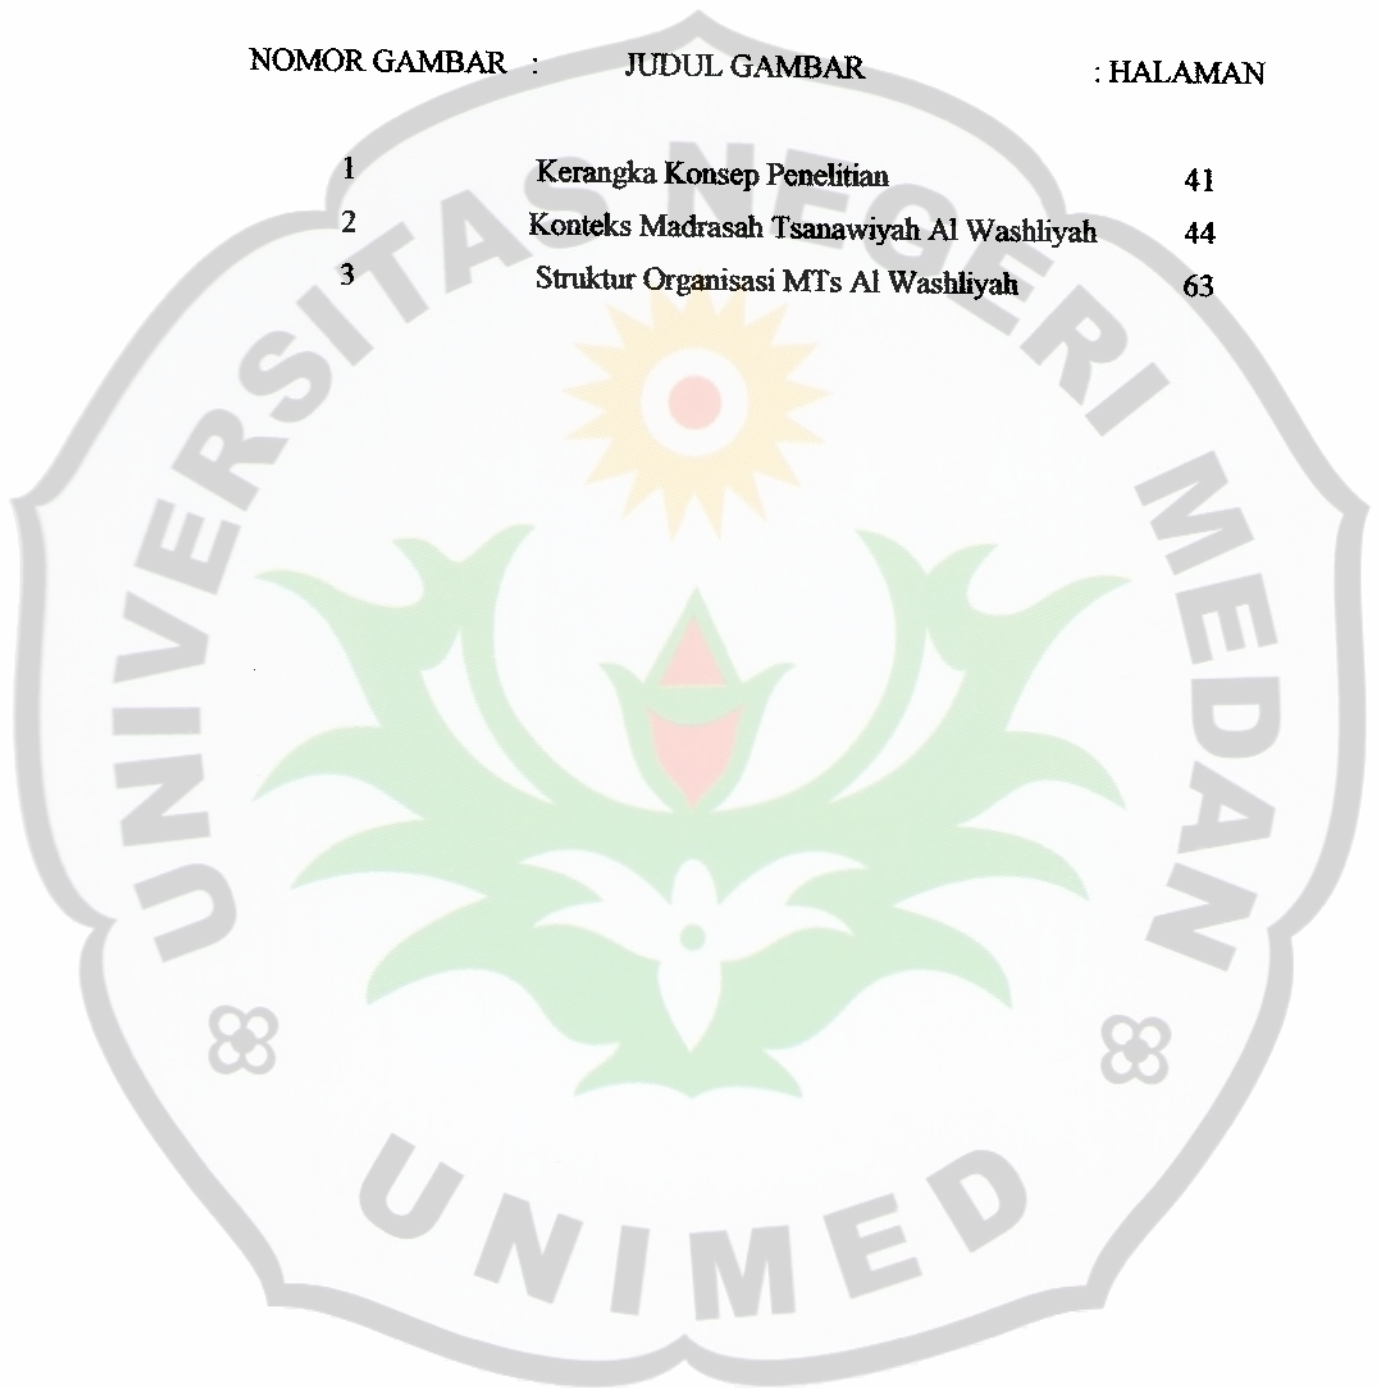 NOMOR GAMBAR : JUDUL GAMBAR : HALAMAN
1 Kerangka Konsep Penelitian 41
2 Konteks Madrasah Tsanawiyah Al Washliyah 44
3 Struktur Organisasi MTs Al Washliyah 63
UNIVERSITAS NEGERI MEDAN
UNIMED